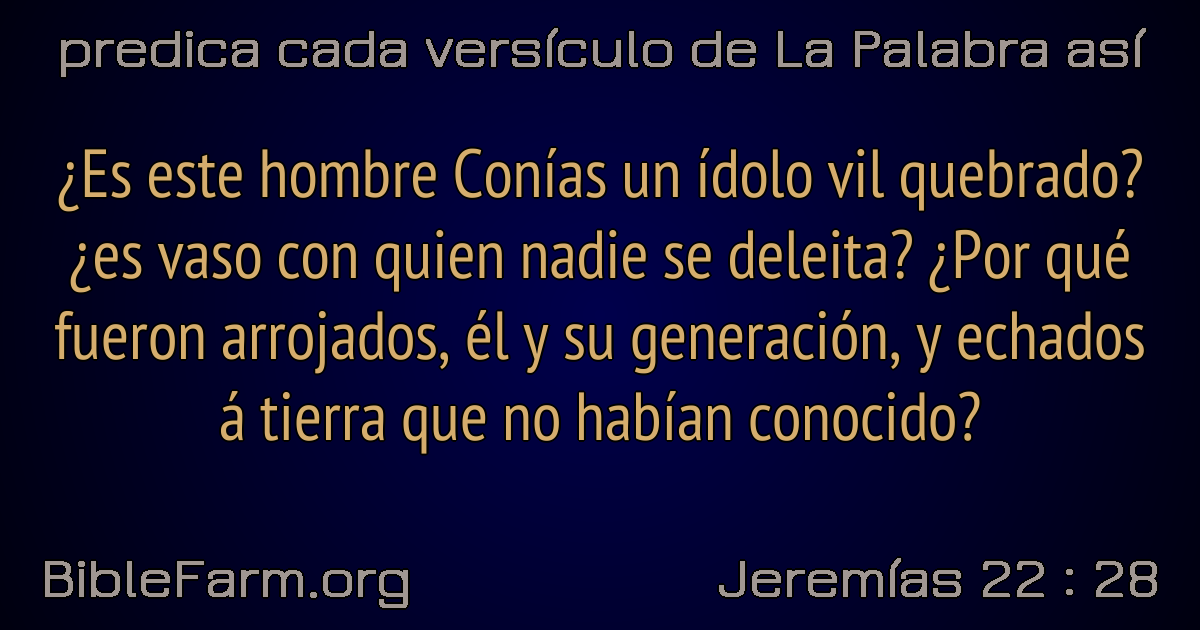 predica cada versículo de La Palabra así
¿Es este hombre Conías un ídolo vil quebrado?
¿es vaso con quien nadie se deleita? ¿Por qué
fueron arrojados, él y su generación, y echados
á tierra que no habían conocido?
BibleFarm.org
Jeremías 22 : 28